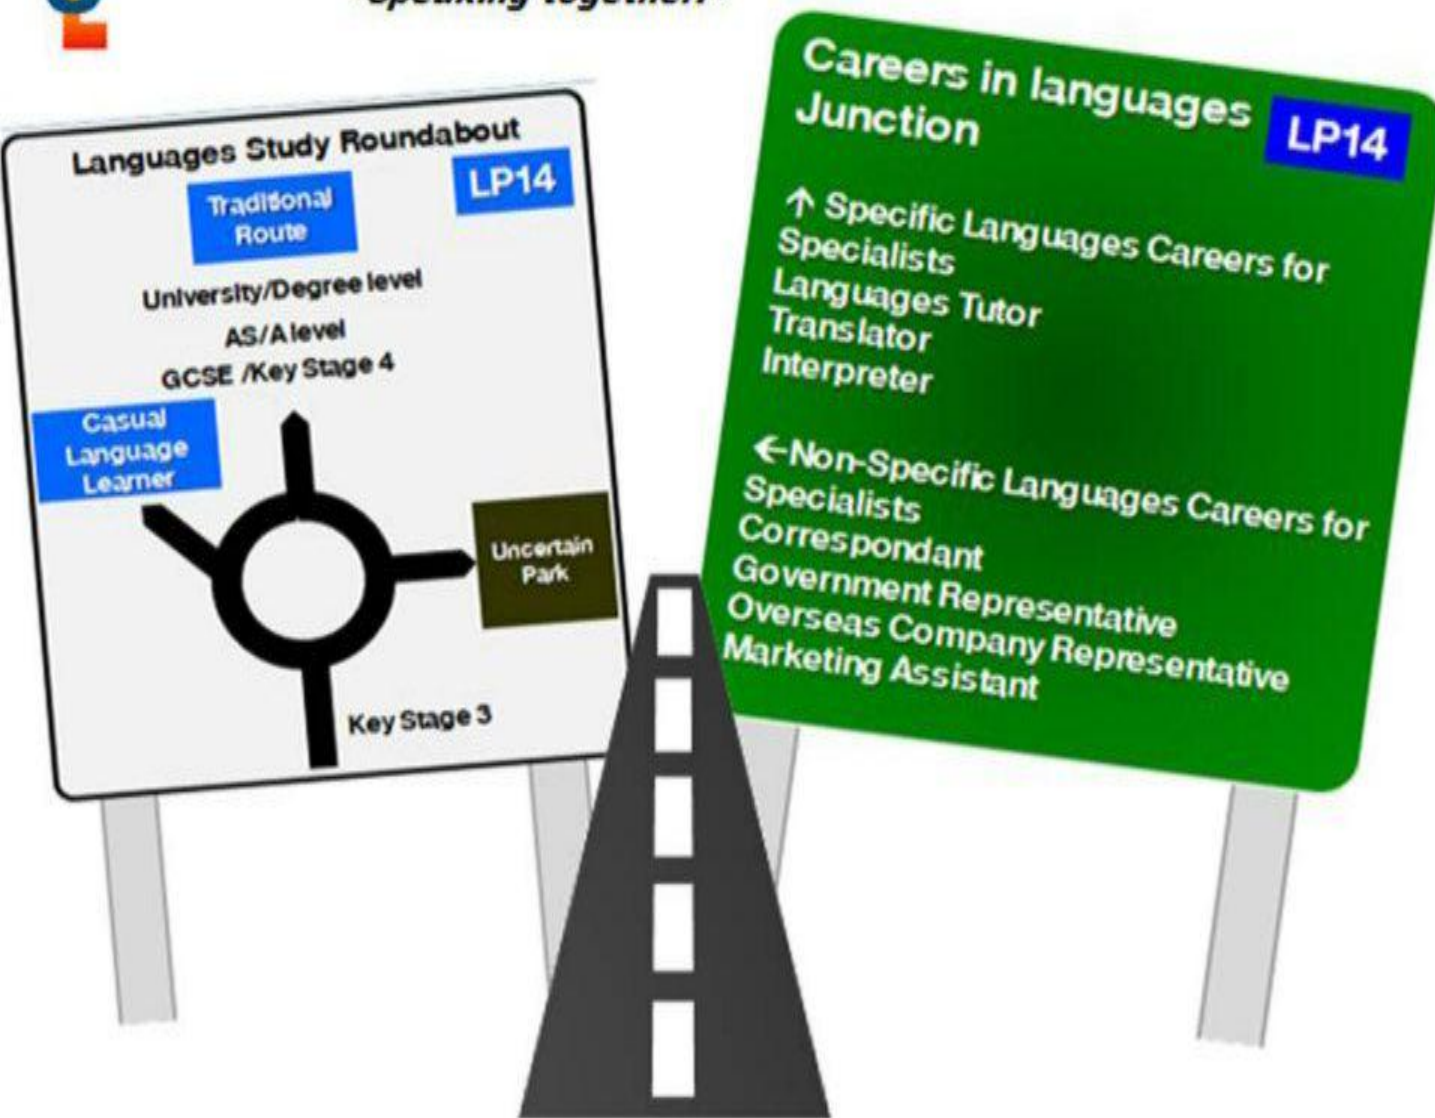 speaking together!
Languages Study Roundabout
LP14
Traditional
Route
University/Degree level
AS/A level
GCSE /Key Stage 4
Casual
Language
Learner
Uncertain
Park
Key Stage 3
Careers in languages
Junction
LP14
↑ Specific Languages Careers for
Specialists
Languages Tutor
Translator
Interpreter
←Non-Specific Languages Careers for
Specialists
Correspondant
Government Representative
Overseas Company Representative
Marketing Assistant